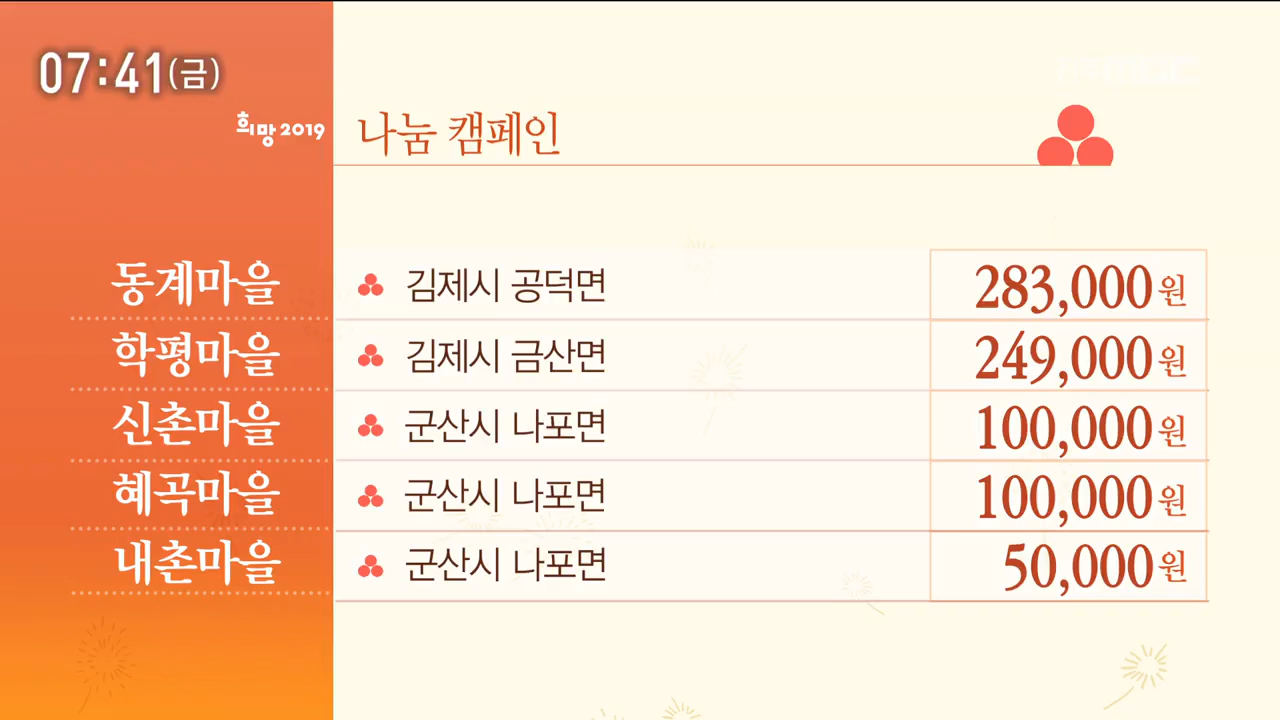 07:41(금)
희망2019 나눔 캠페인
동계마을 김제시 공덕면 283,000원
학평마을 김제시 금산면 249,000원
신촌마을 군산시 나포면 100,000원
혜곡마을 군산시 나포면 100,000원
내촌마을 군산시 나포면 50,000원